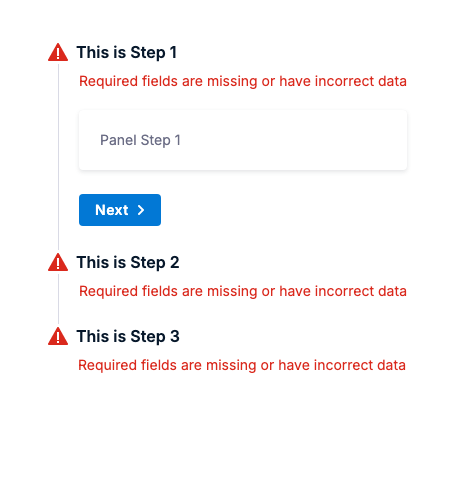 This is Step 1
Required fields are missing or have incorrect data
Panel Step 1
Next
This is Step 2
Required fields are missing or have incorrect data
This is Step 3
Required fields are missing or have incorrect data